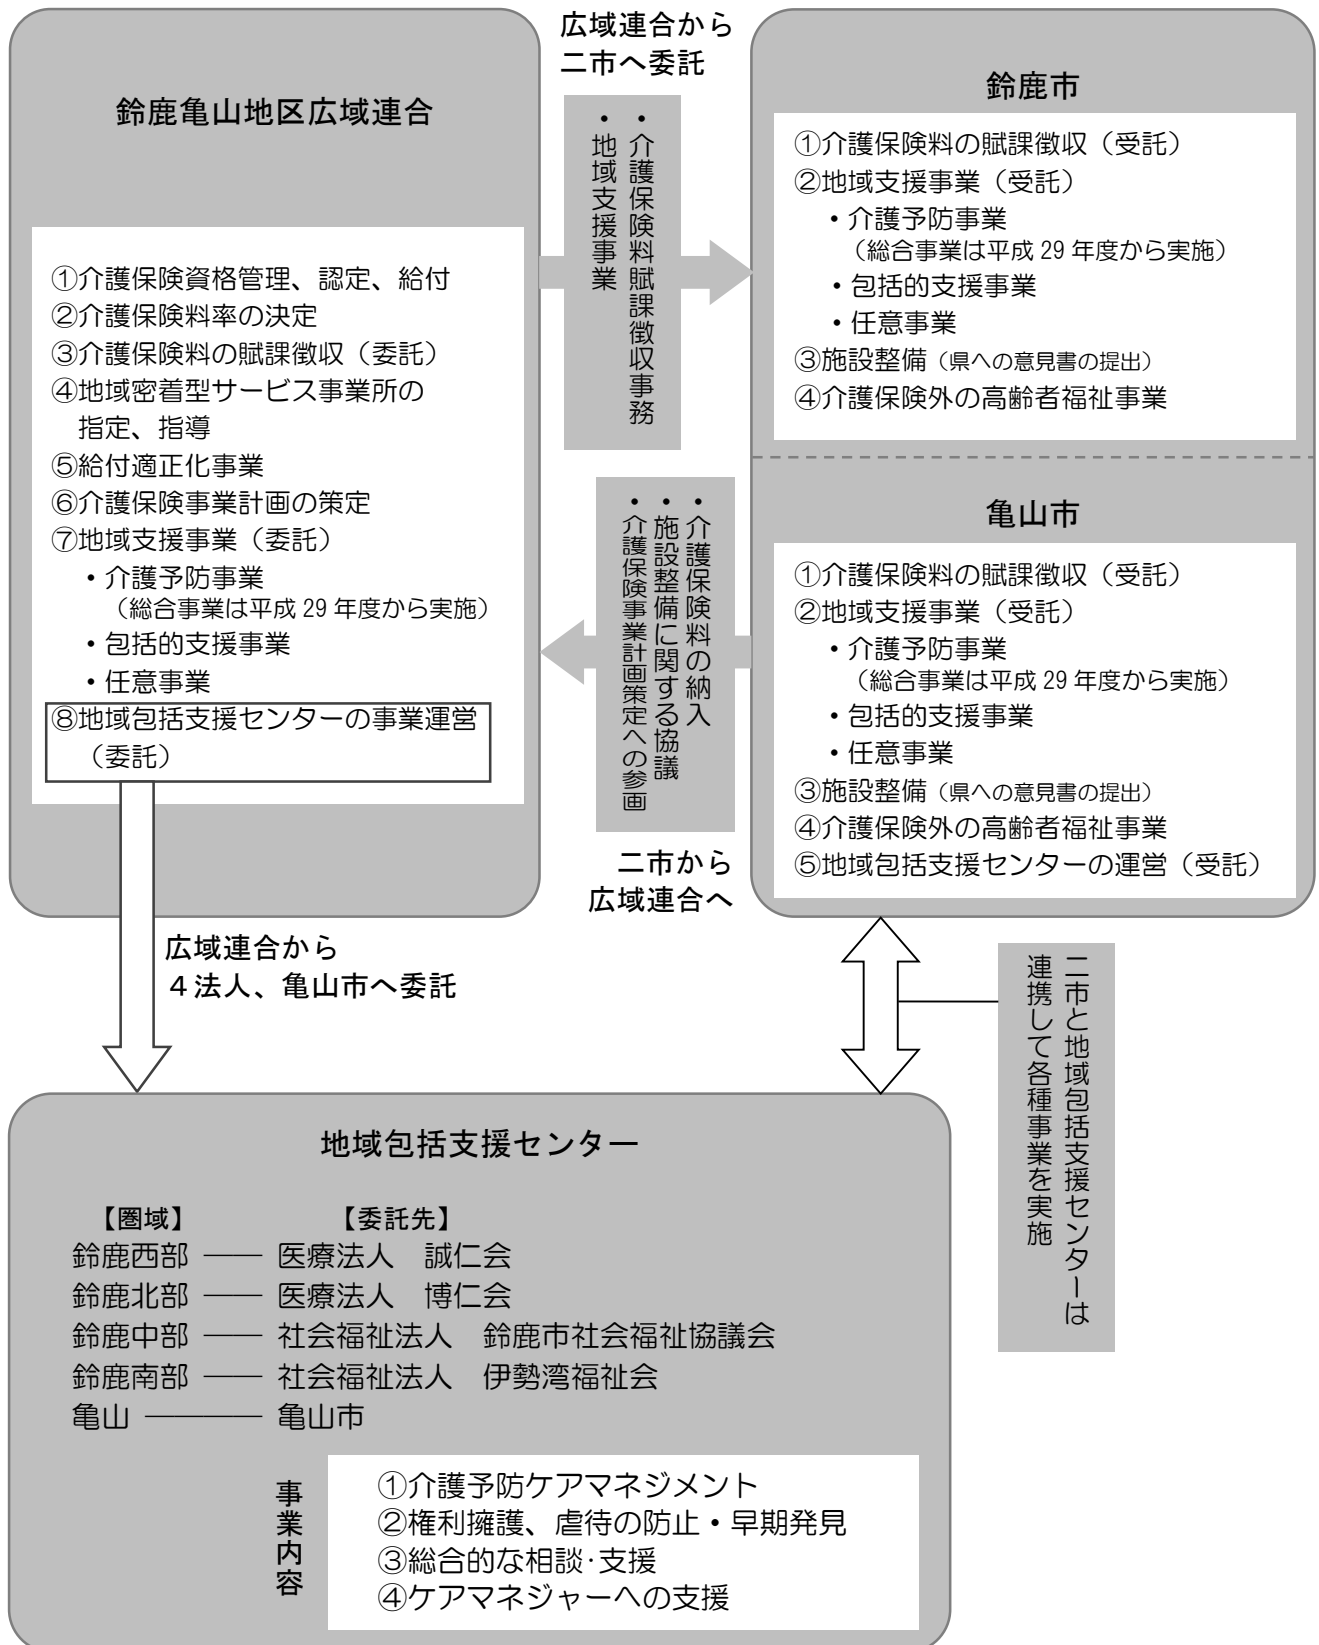 鈴鹿亀山地区広域連合
①介護保険資格管理、認定、給付
②介護保険料率の決定
③介護保険料の賦課徴収（委託）
④地域密着型サービス事業所の
指定、指導
⑤給付適正化事業
⑥介護保険事業計画の策定
⑦地域支援事業（委託）
・介護予防事業
（総合事業は平成29年度から実施）
・包括的支援事業
・任意事業
⑧地域包括支援センターの事業運営
（委託）
広域連合から
二市へ委託
・介護保険料賦課徴収事務
・地域支援事業
・介護保険料の納入
・施設整備に関する協議
・介護保険事業計画策定への参画
二市から
広域連合へ
鈴鹿市
①介護保険料の賦課徴収（受託）
②地域支援事業（受託）
・介護予防事業
（総合事業は平成29年度から実施）
・包括的支援事業
・任意事業
③施設整備（県への意見書の提出）
④介護保険外の高齢者福祉事業
亀山市
①介護保険料の賦課徴収（受託）
②地域支援事業（受託）
・介護予防事業
（総合事業は平成29年度から実施）
・包括的支援事業
・任意事業
③施設整備（県への意見書の提出）
④介護保険外の高齢者福祉事業
⑤地域包括支援センターの運営（受託）
広域連合から
４法人、亀山市へ委託
二市と地域包括支援センターは
連携して各種事業を実施
地域包括支援センター
【圏域】 【委託先】
鈴鹿西部 ―― 医療法人　誠仁会
鈴鹿北部 ―― 医療法人　博仁会
鈴鹿中部 ―― 社会福祉法人　鈴鹿市社会福祉協議会
鈴鹿南部 ―― 社会福祉法人　伊勢湾福祉会
亀山 ―――― 亀山市
事業内容
①介護予防ケアマネジメント
②権利擁護、虐待の防止・早期発見
③総合的な相談･支援
④ケアマネジャーへの支援